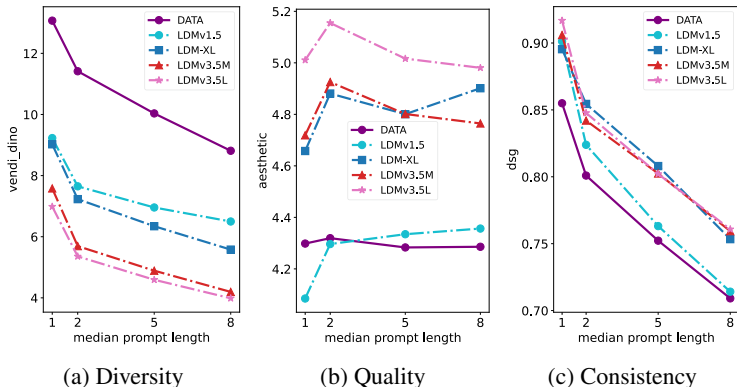 12
10
8
6
4
vendi_dino
1 2 5 8
median prompt length
DATA
LDMv1.5
LDM-XL
LDMv3.5M
LDMv3.5L
(a) Diversity
5.2
5.0
4.8
4.6
4.4
4.2
aesthetic
1 2 5 8
median prompt length
DATA
LDMv1.5
LDM-XL
LDMv3.5M
LDMv3.5L
(b) Quality
0.90
0.85
0.80
0.75
0.70
dsg
1 2 5 8
median prompt length
DATA
LDMv1.5
LDM-XL
LDMv3.5M
LDMv3.5L
(c) Consistency